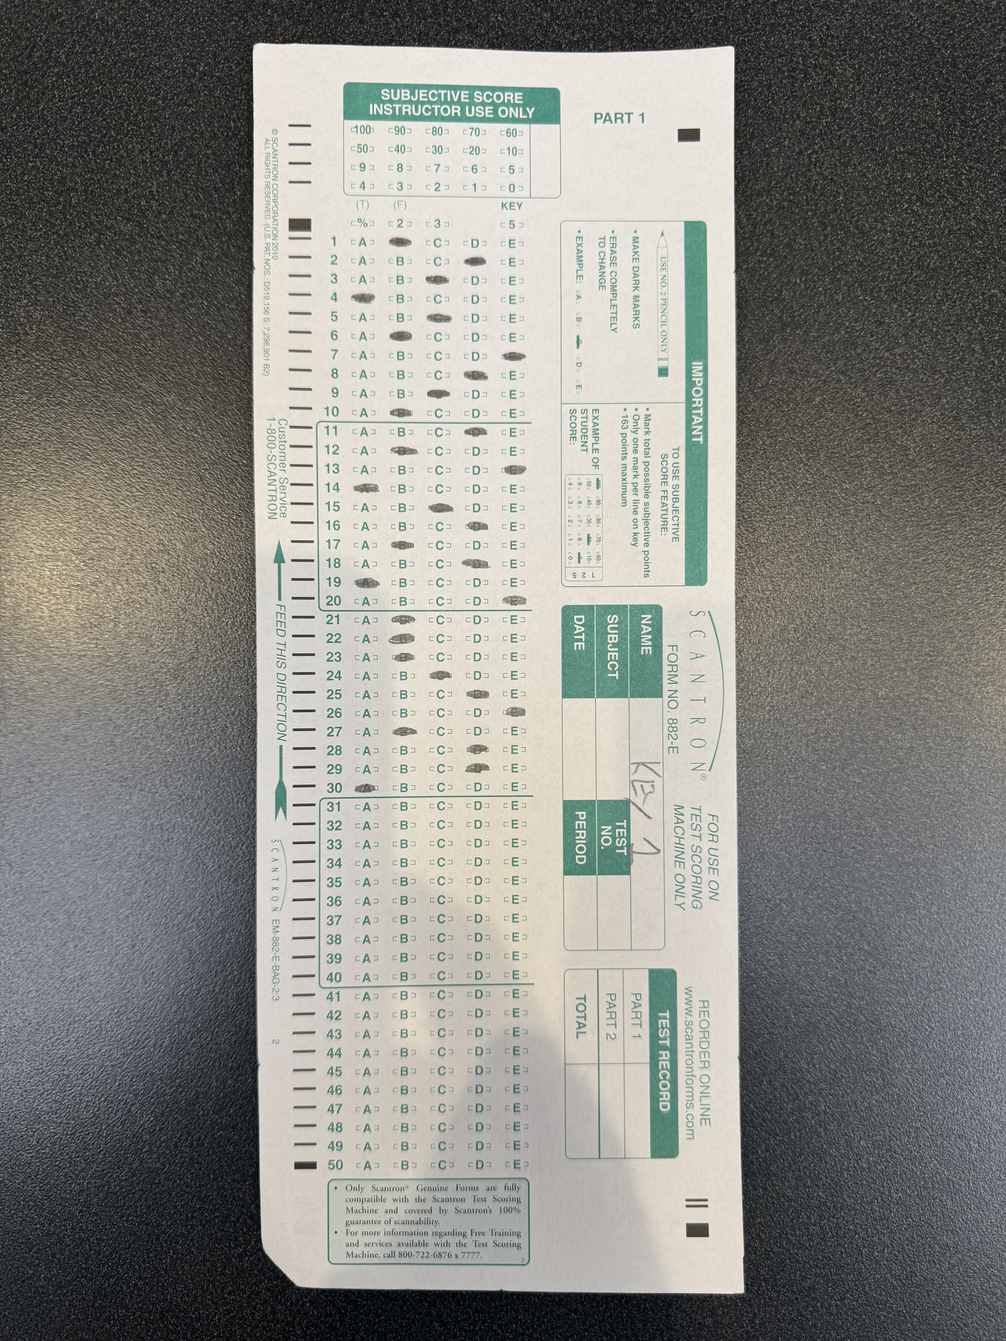 SUBJECTIVE SCORE
INSTRUCTOR USE ONLY
100 90 80 70 60
50 40 30 20 10
9 8 7 6 5
4 3 2 1 0
(T) (F) KEY
% 2 3 5
1 A C D E
2 A B C E
3 A B D E
4 B C D E
5 A B D E
6 A C D E
7 A B C D
8 A B C E
9 A B D E
10 A C D E
11 A B C E
12 A C D E
13 A B C D
14 B C D E
15 A B D E
16 A B C E
17 A C D E
18 A B C E
19 B C D E
20 A B C D
21 A C D E
22 A C D E
23 A C D E
24 A B D E
25 A B C E
26 A B C D
27 A C D E
28 A B C E
29 A B C E
30 B C D E
31 A B C D E
32 A B C D E
33 A B C D E
34 A B C D E
35 A B C D E
36 A B C D E
37 A B C D E
38 A B C D E
39 A B C D E
40 A B C D E
41 A B C D E
42 A B C D E
43 A B C D E
44 A B C D E
45 A B C D E
46 A B C D E
47 A B C D E
48 A B C D E
49 A B C D E
50 A B C D E
• Only Scantron® Genuine Forms are fully
compatible with the Scantron Test Scoring
Machine and covered by Scantron's 100%
guarantee of scannability.
• For more information regarding Free Training
and services available with the Test Scoring
Machine, call 800-722-6876 x 7777.
PART 1
IMPORTANT
USE NO. 2 PENCIL ONLY
• MAKE DARK MARKS
• ERASE COMPLETELY
TO CHANGE
• EXAMPLE: A B D E
TO USE SUBJECTIVE
SCORE FEATURE:
• Mark total possible subjective points
• Only one mark per line on key
• 163 points maximum
EXAMPLE OF
STUDENT
SCORE:
SCANTRON®
FORM NO. 882-E
FOR USE ON
TEST SCORING
MACHINE ONLY
NAME KEY
SUBJECT
TEST
NO.
DATE
PERIOD
REORDER ONLINE
www.scantronforms.com
TEST RECORD
PART 1
PART 2
TOTAL
© SCANTRON CORPORATION 2010
ALL RIGHTS RESERVED
Customer Service
1-800-SCANTRON
FEED THIS DIRECTION
SCANTRON EM-882-E-BAG-2:3
2